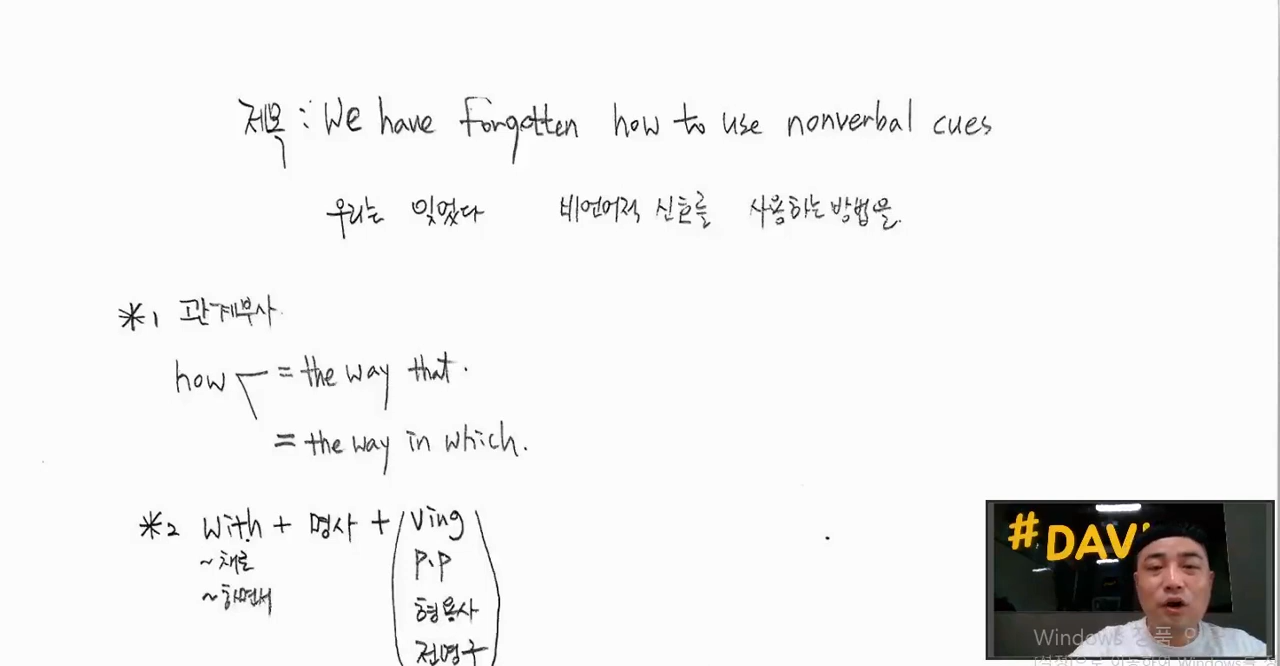 제목 : We have forgotten how to use nonverbal cues
우리는 잊었다 비언어적 신호를 사용하는 방법을.
*1 관계부사.
how = the way that.
= the way in which.
*2 with + 명사 + (Ving
~채로 P.P
~하면서 형용사
전명구
# DAV
Windows 정품